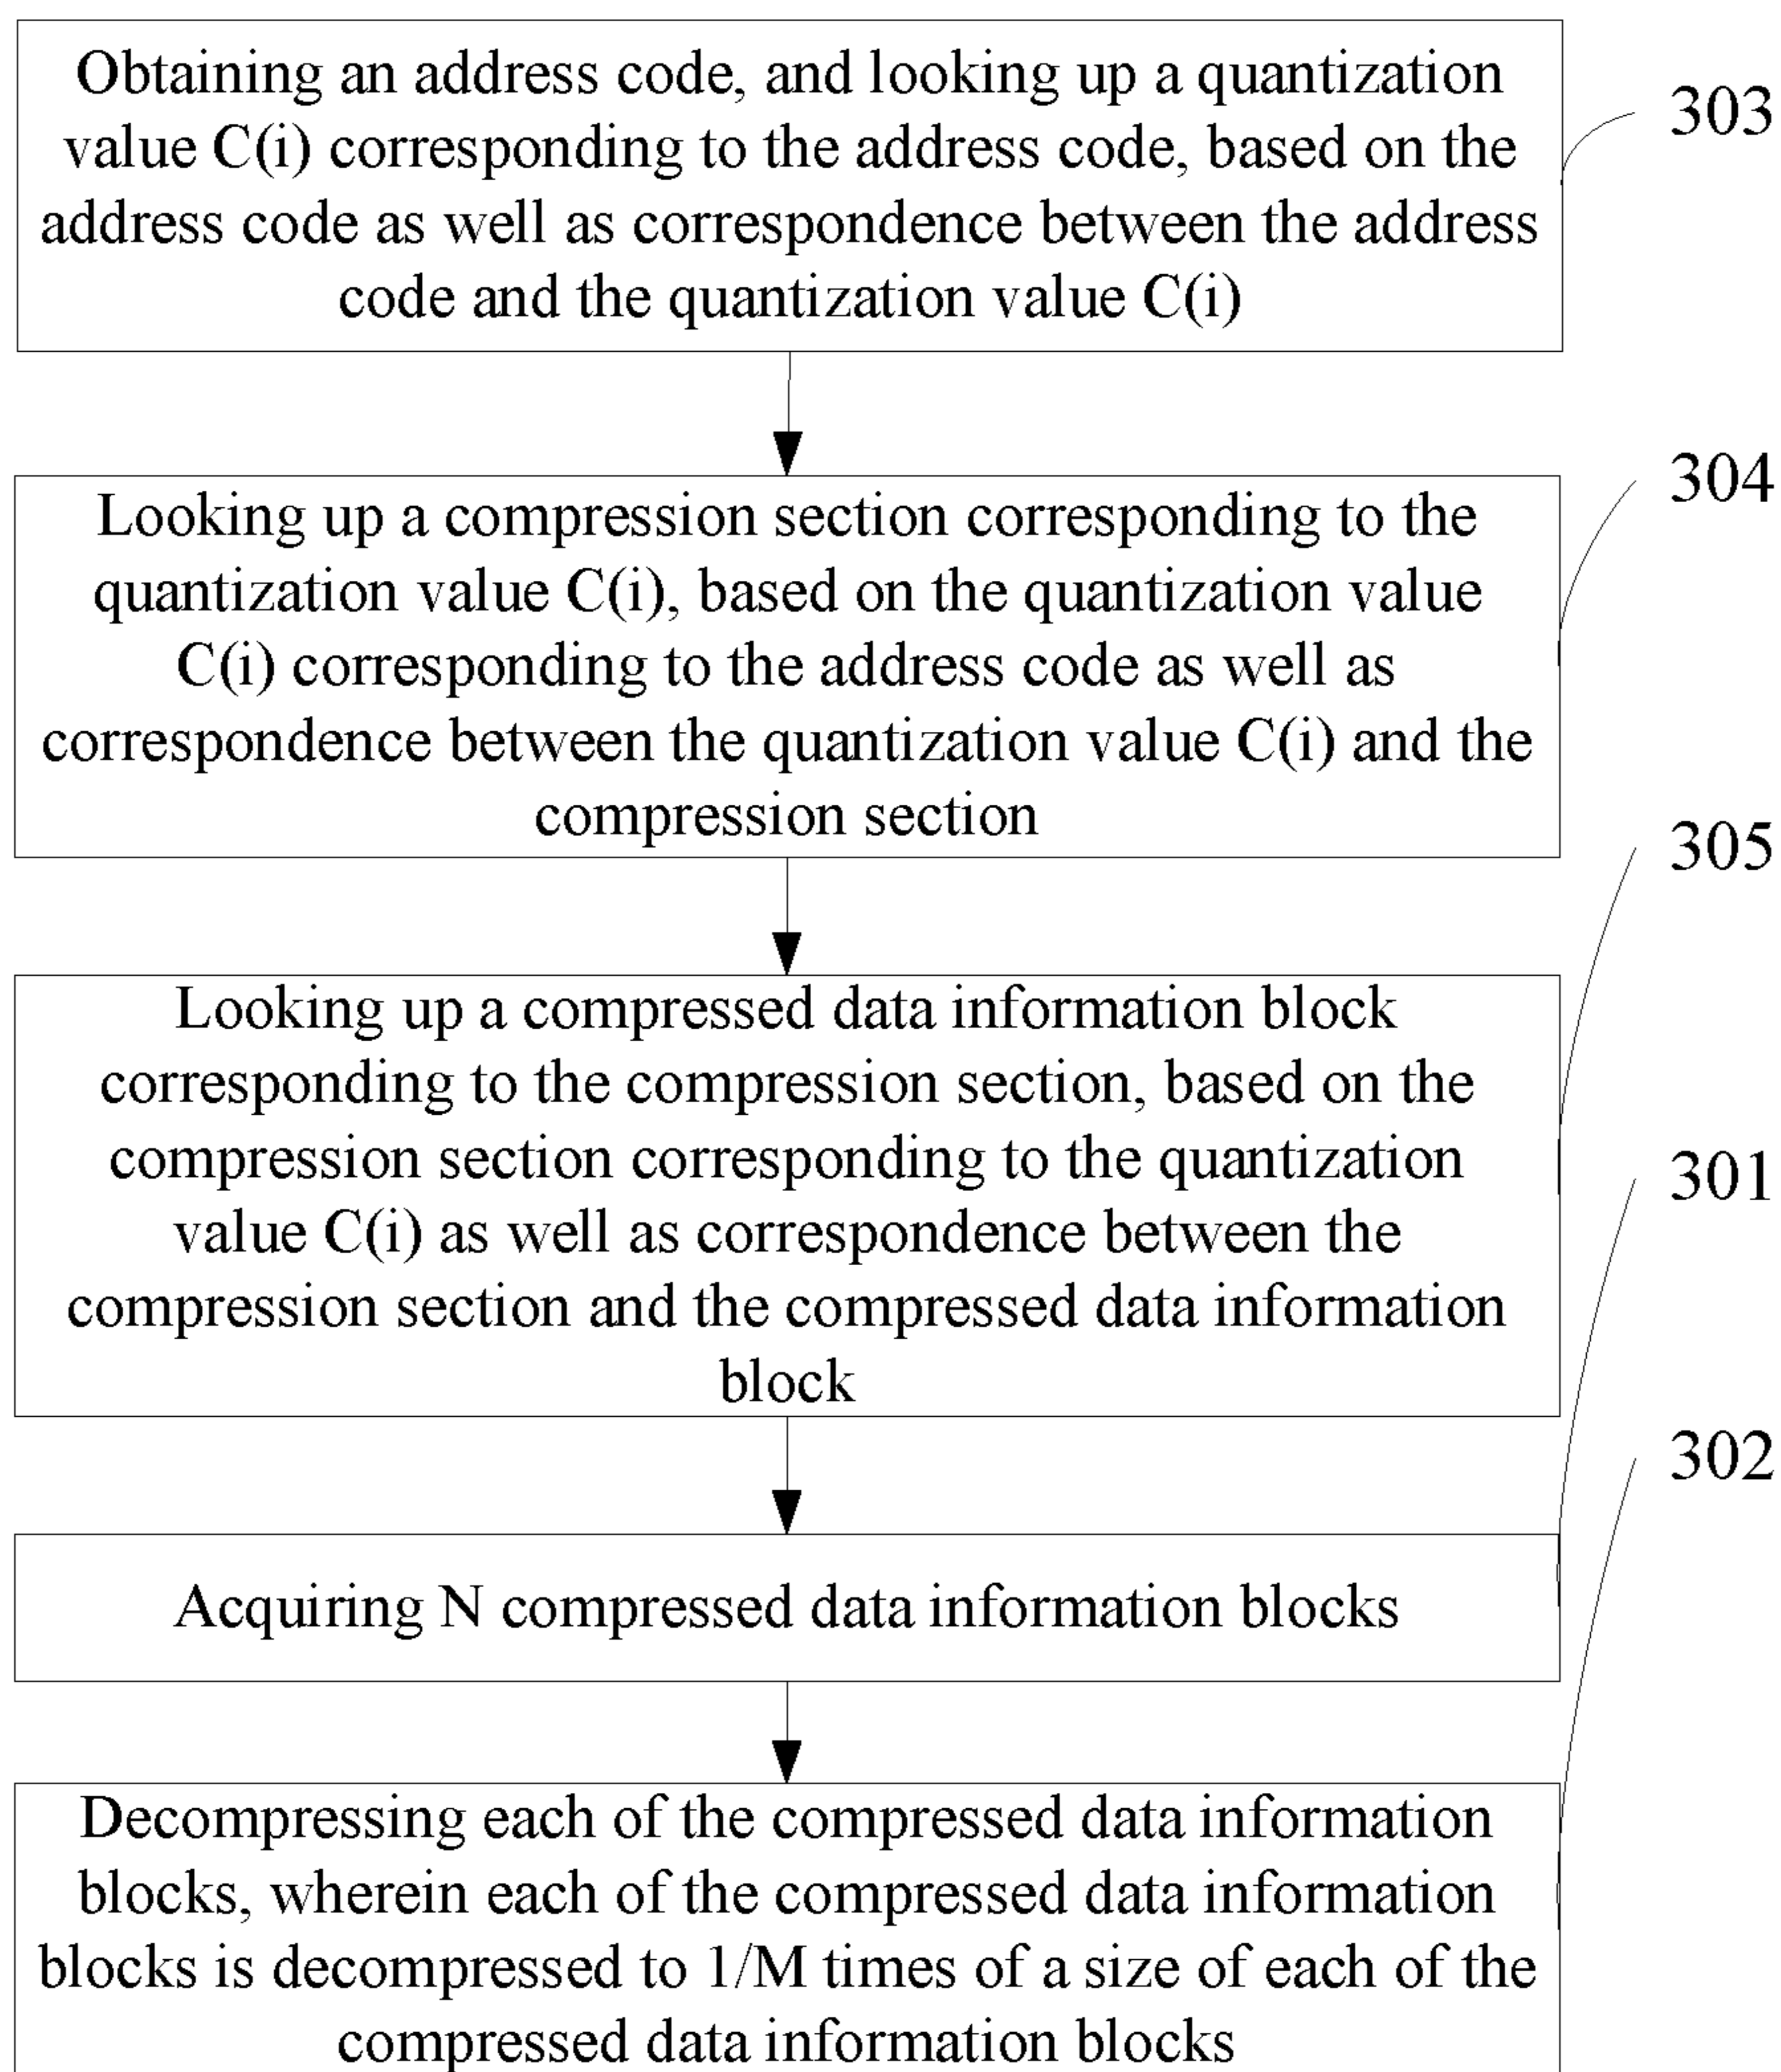 Obtaining an address code, and looking up a quantization
value C(i) corresponding to the address code, based on the
address code as well as correspondence between the address
code and the quantization value C(i)
303
Looking up a compression section corresponding to the
quantization value C(i), based on the quantization value
C(i) corresponding to the address code as well as
correspondence between the quantization value C(i) and the
compression section
304
Looking up a compressed data information block
corresponding to the compression section, based on the
compression section corresponding to the quantization
value C(i) as well as correspondence between the
compression section and the compressed data information
block
305
Acquiring N compressed data information blocks
301
Decompressing each of the compressed data information
blocks, wherein each of the compressed data information
blocks is decompressed to 1/M times of a size of each of the
compressed data information blocks
302